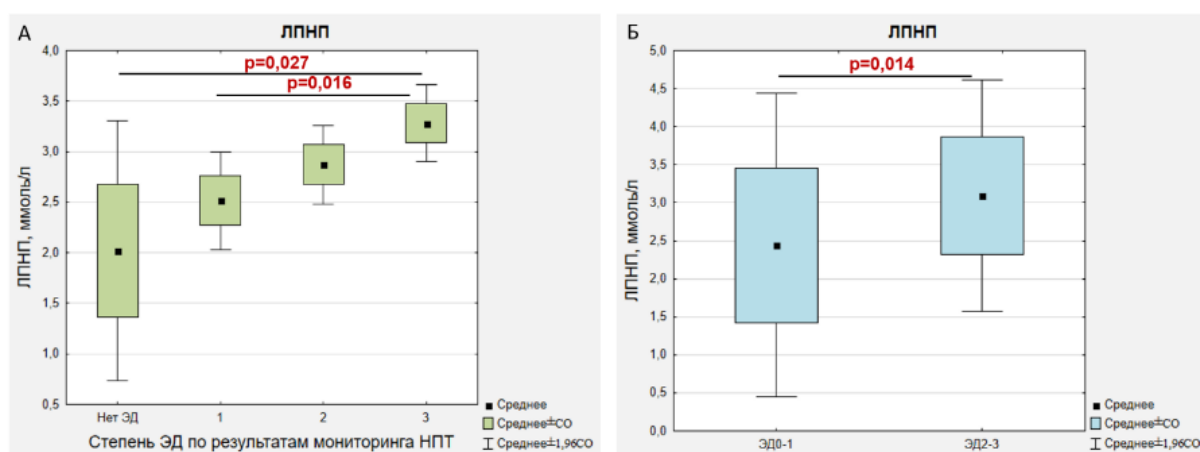 А
ЛПНП
ЛПНП, ммоль/л
4,0
3,5
3,0
2,5
2,0
1,5
1,0
0,5
p=0,027
p=0,016
Нет ЭД 1 2 3
Степень ЭД по результатам мониторинга НПТ
Среднее
Среднее±СО
Среднее±1,96СО
Б
ЛПНП
ЛПНП, ммоль/л
5,0
4,5
4,0
3,5
3,0
2,5
2,0
1,5
1,0
0,5
0,0
p=0,014
ЭД0-1 ЭД2-3
Среднее
Среднее±СО
Среднее±1,96СО